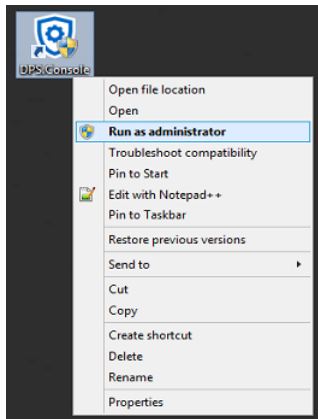 DPS.Console
Open file location
Open
Run as administrator
Troubleshoot compatibility
Pin to Start
Edit with Notepad++
Pin to Taskbar
Restore previous versions
Send to
Cut
Copy
Create shortcut
Delete
Rename
Properties